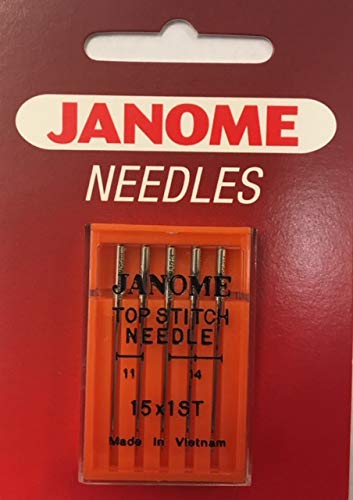 JANOME
NEEDLES
JANOME
TOP STITCH
NEEDLE
11 14
15x1ST
Made In Vietnam